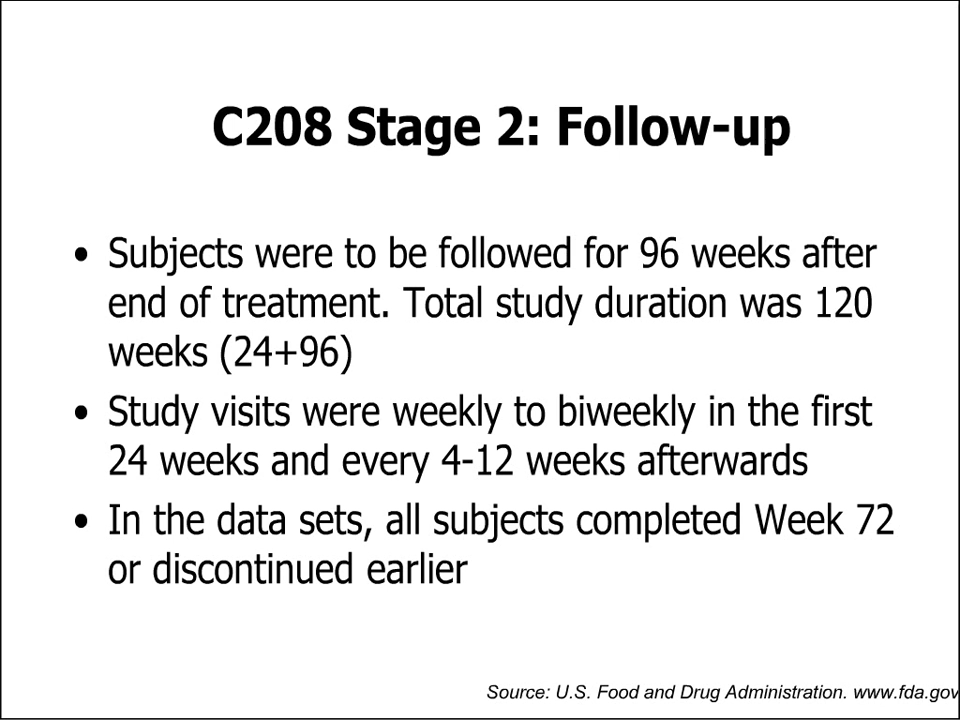 C208 Stage 2: Follow-up
• Subjects were to be followed for 96 weeks after
end of treatment. Total study duration was 120
weeks (24+96)
• Study visits were weekly to biweekly in the first
24 weeks and every 4-12 weeks afterwards
• In the data sets, all subjects completed Week 72
or discontinued earlier
Source: U.S. Food and Drug Administration. www.fda.gov